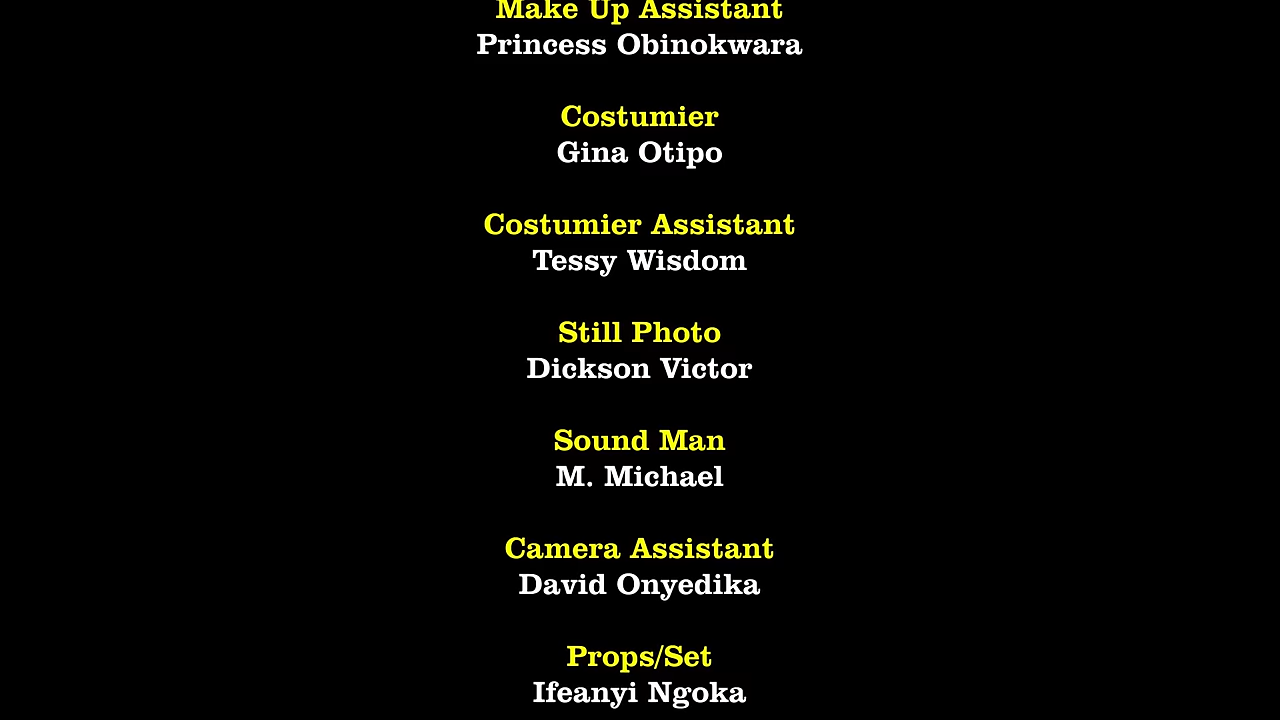 Make Up Assistant
Princess Obinokwara
Costumier
Gina Otipo
Costumier Assistant
Tessy Wisdom
Still Photo
Dickson Victor
Sound Man
M. Michael
Camera Assistant
David Onyedika
Props/Set
Ifeanyi Ngoka